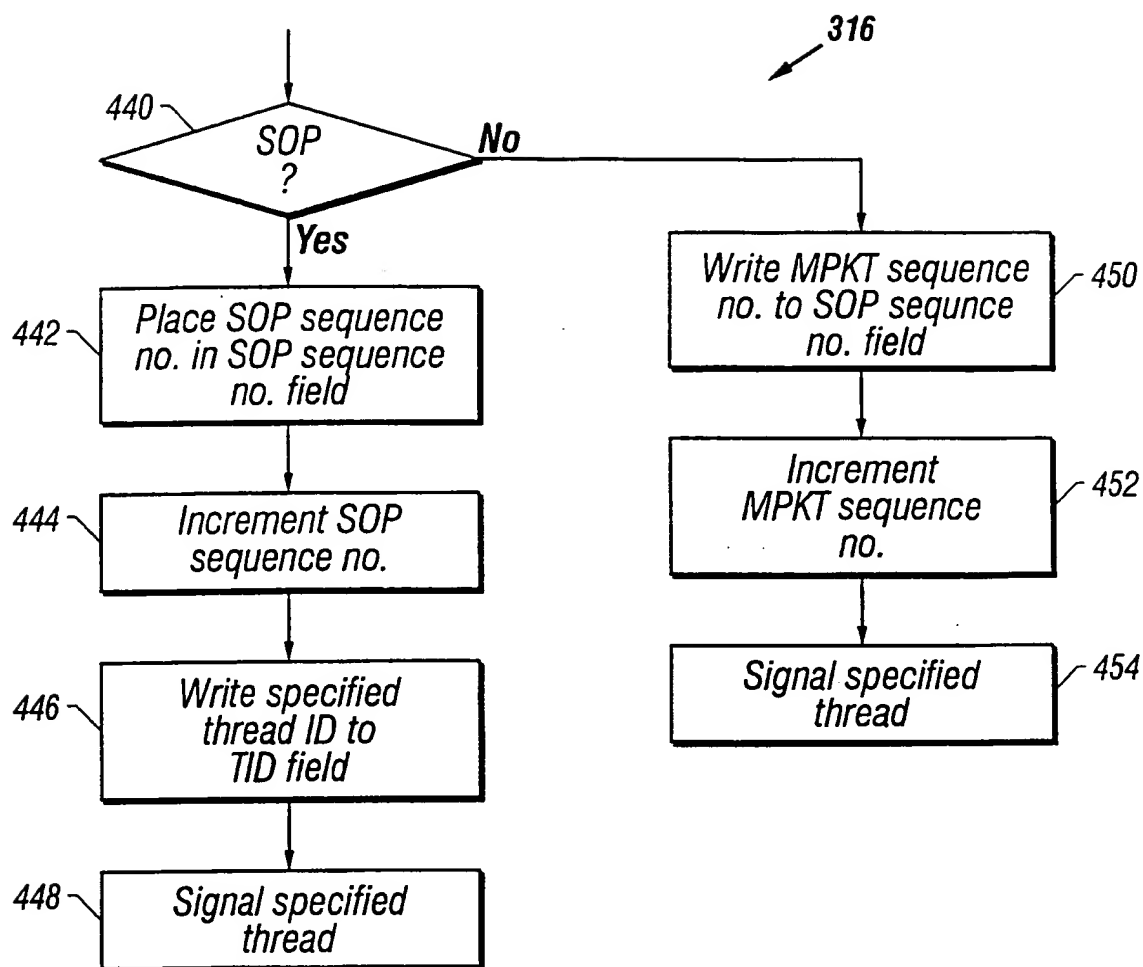 316
440
SOP
?
No
Yes
442
Place SOP sequence
no. in SOP sequence
no. field
444
Increment SOP
sequence no.
446
Write specified
thread ID to
TID field
448
Signal specified
thread
Write MPKT sequence
no. to SOP sequnce
no. field
450
Increment
MPKT sequence
no.
452
Signal specified
thread
454